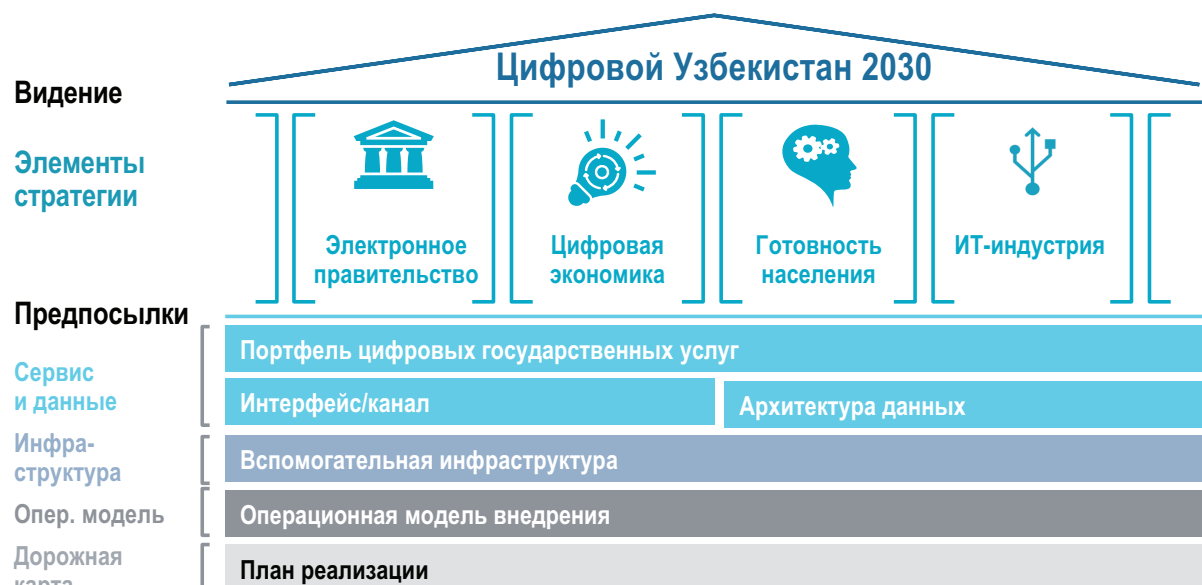 Цифровой Узбекистан 2030
Видение
Элементы
стратегии
Электронное
правительство
Цифровая
экономика
Готовность
населения
ИТ-индустрия
Предпосылки
Сервис
и данные
Портфель цифровых государственных услуг
Интерфейс/канал
Архитектура данных
Инфра-
структура
Вспомогательная инфраструктура
Опер. модель
Операционная модель внедрения
Дорожная
карта
План реализации